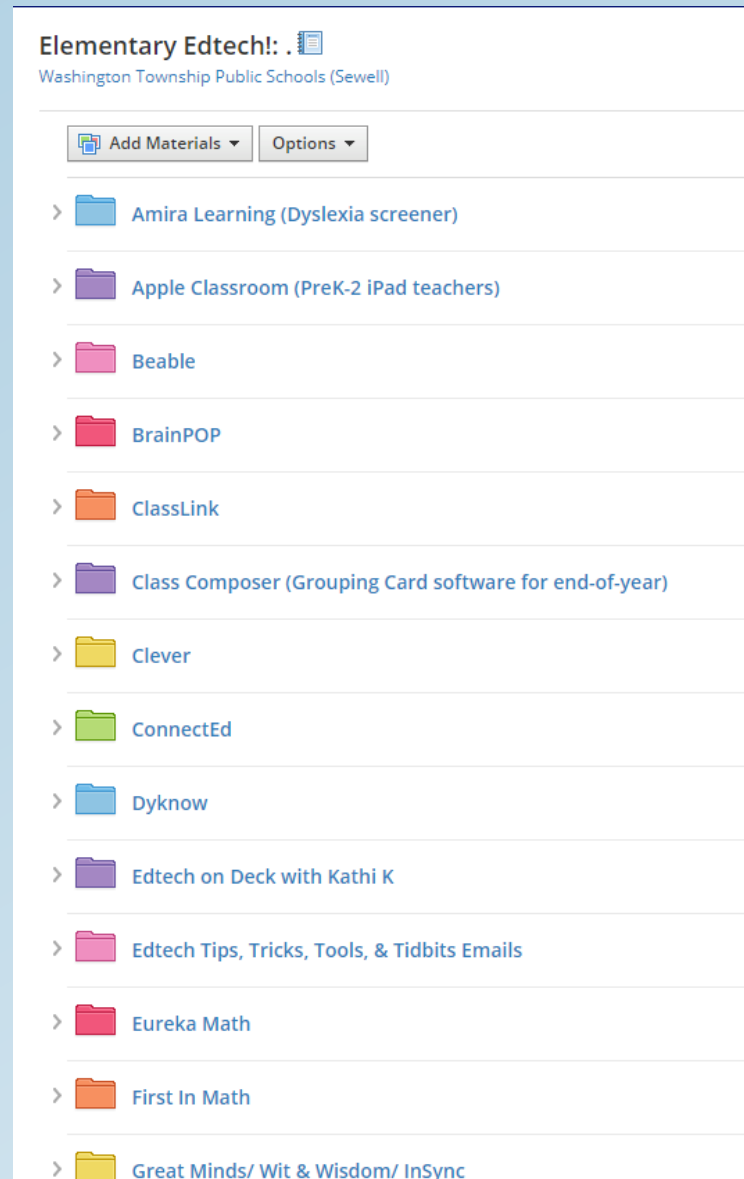 Elementary Edtech!: .
Washington Township Public Schools (Sewell)
Add Materials Options
Amira Learning (Dyslexia screener)
Apple Classroom (PreK-2 iPad teachers)
Beable
BrainPOP
ClassLink
Class Composer (Grouping Card software for end-of-year)
Clever
ConnectEd
Dyknow
Edtech on Deck with Kathi K
Edtech Tips, Tricks, Tools, & Tidbits Emails
Eureka Math
First In Math
Great Minds/ Wit & Wisdom/ InSync